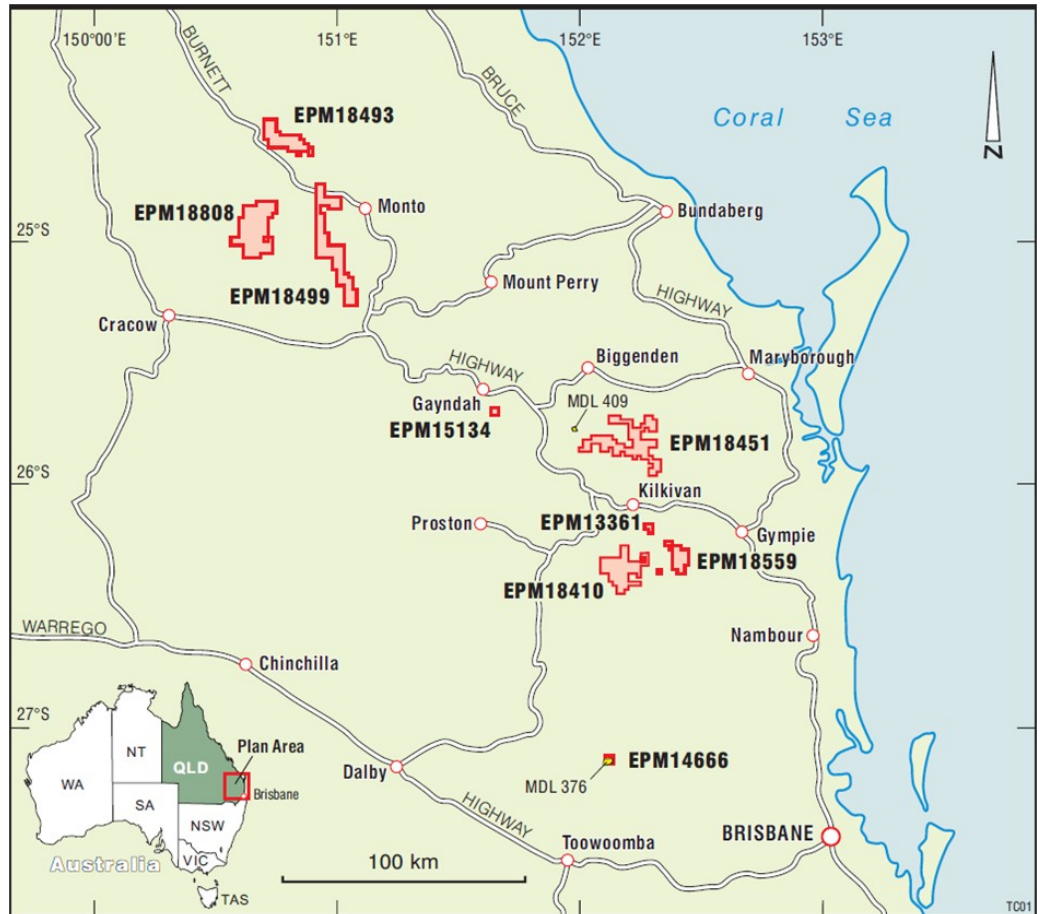 150°00'E
151°E
152°E
153°E
BURNETT
BRUCE
EPM18493
Coral Sea
N
EPM18808
Monto
Bundaberg
25°S
EPM18499
Mount Perry
HIGHWAY
Cracow
HIGHWAY
Biggenden
Maryborough
Gayndah
MDL 409
EPM15134
EPM18451
26°S
Kilkivan
Proston
EPM13361
Gympie
EPM18559
EPM18410
WARREGO
Nambour
Chinchilla
27°S
Plan Area
NT
QLD
WA
Brisbane
SA
NSW
VIC
Australia
TAS
Dalby
EPM14666
MDL 376
HIGHWAY
BRISBANE
Toowoomba
100 km
TC01